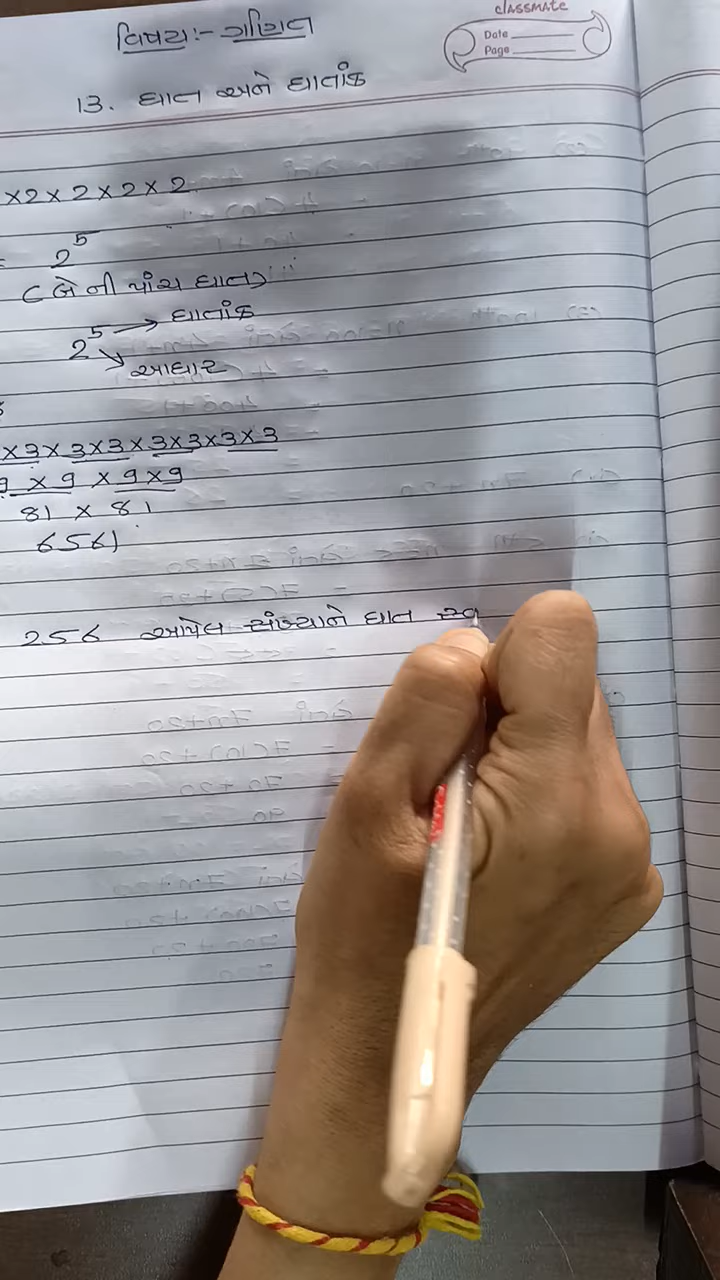 classmate
Date
Page
વિષય:- ગણિત
13. ઘાત અને ઘાતાંક
×2×2×2×2
= 2⁵
(બે ની પાંચ ઘાત)
2⁵ → ઘાતાંક
→ આધાર
×3×3×3×3×3×3×3
9×9×9×9
81 × 81
6561
256 આપેલ સંખ્યાને ઘાત